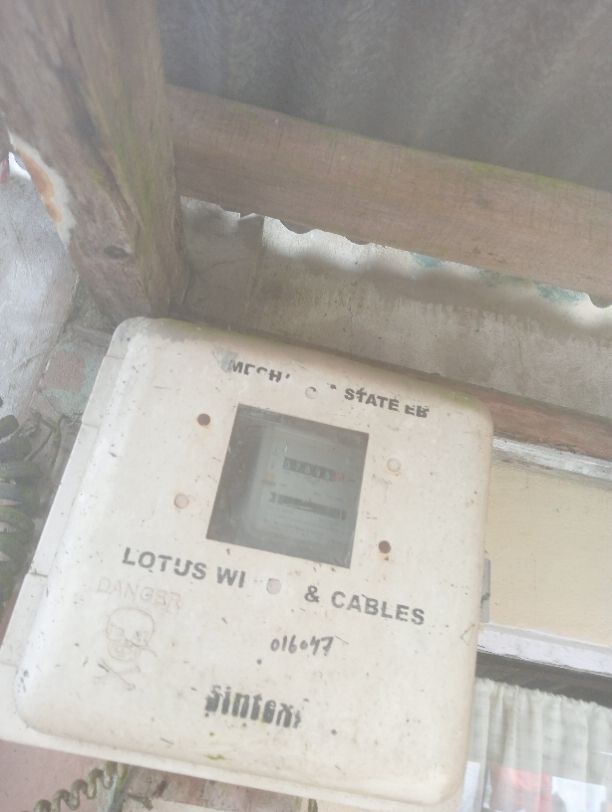 STATE EB
LOTUS WI & CABLES
DANGER
016047
Sintex